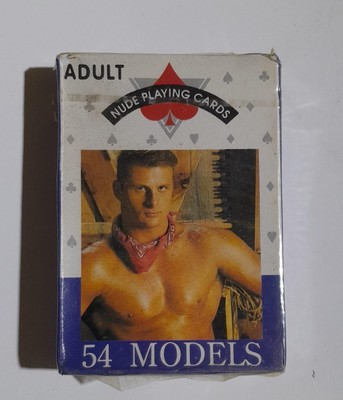 ADULT
NUDE PLAYING CARDS
54 MODELS